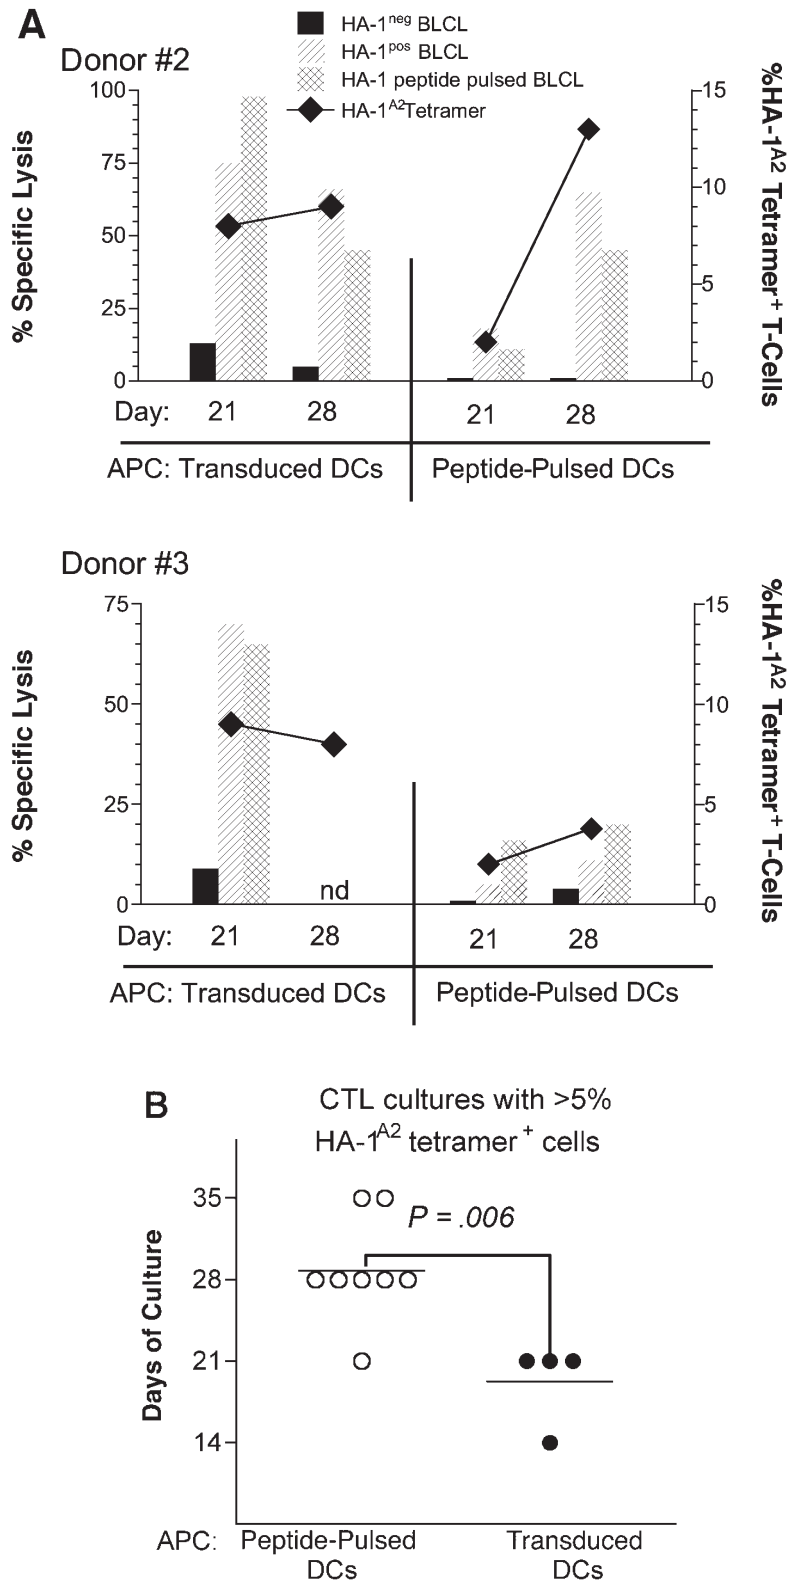 A
HA-1neg BLCL
HA-1pos BLCL
HA-1 peptide pulsed BLCL
HA-1A2Tetramer
Donor #2
% Specific Lysis
100
75
50
25
0
15
10
5
0
%HA-1A2 Tetramer+ T-Cells
Day: 21 28 21 28
APC: Transduced DCs Peptide-Pulsed DCs
Donor #3
% Specific Lysis
75
50
25
0
nd
15
10
5
0
%HA-1A2 Tetramer+ T-Cells
Day: 21 28 21 28
APC: Transduced DCs Peptide-Pulsed DCs
B
CTL cultures with >5%
HA-1A2 tetramer + cells
Days of Culture
35
28
21
14
P = .006
APC: Peptide-Pulsed Transduced
DCs DCs